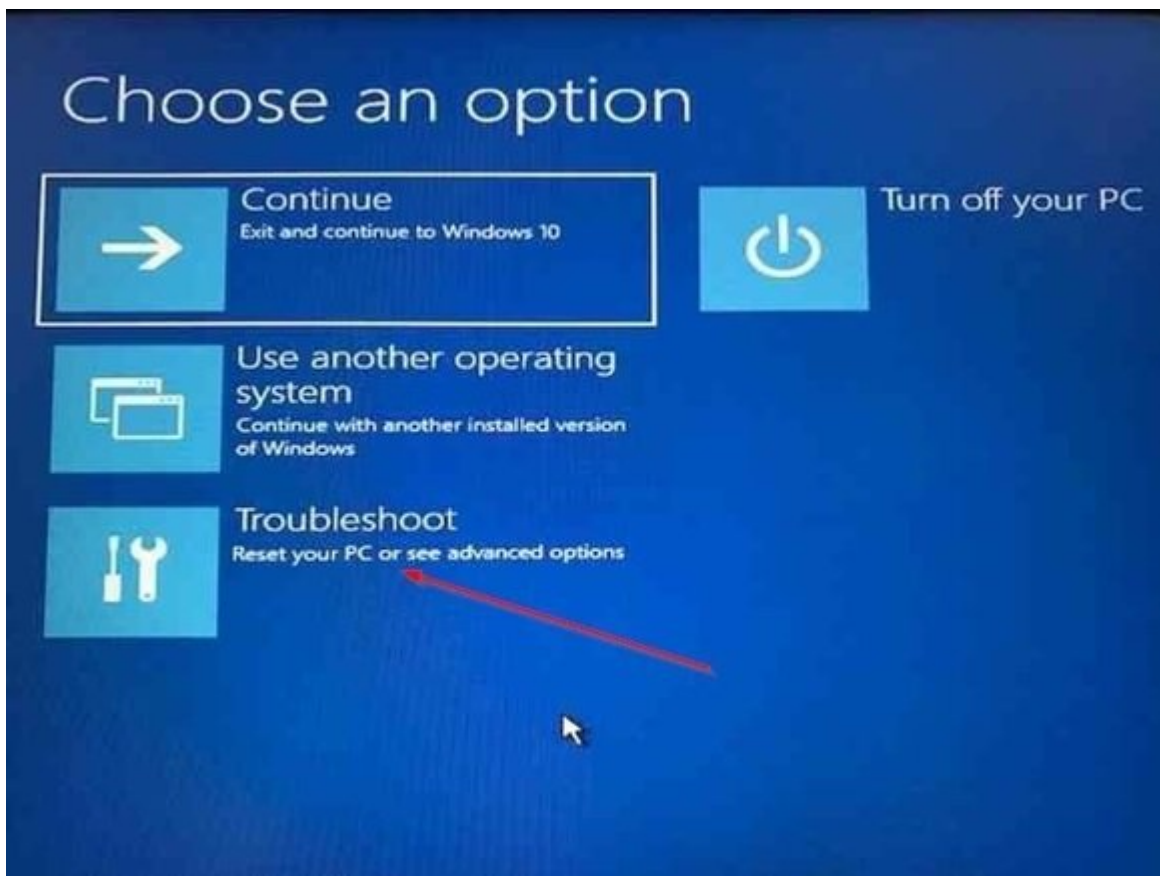 Choose an option
Continue
Exit and continue to Windows 10
Turn off your PC
Use another operating
system
Continue with another installed version
of Windows
Troubleshoot
Reset your PC or see advanced options